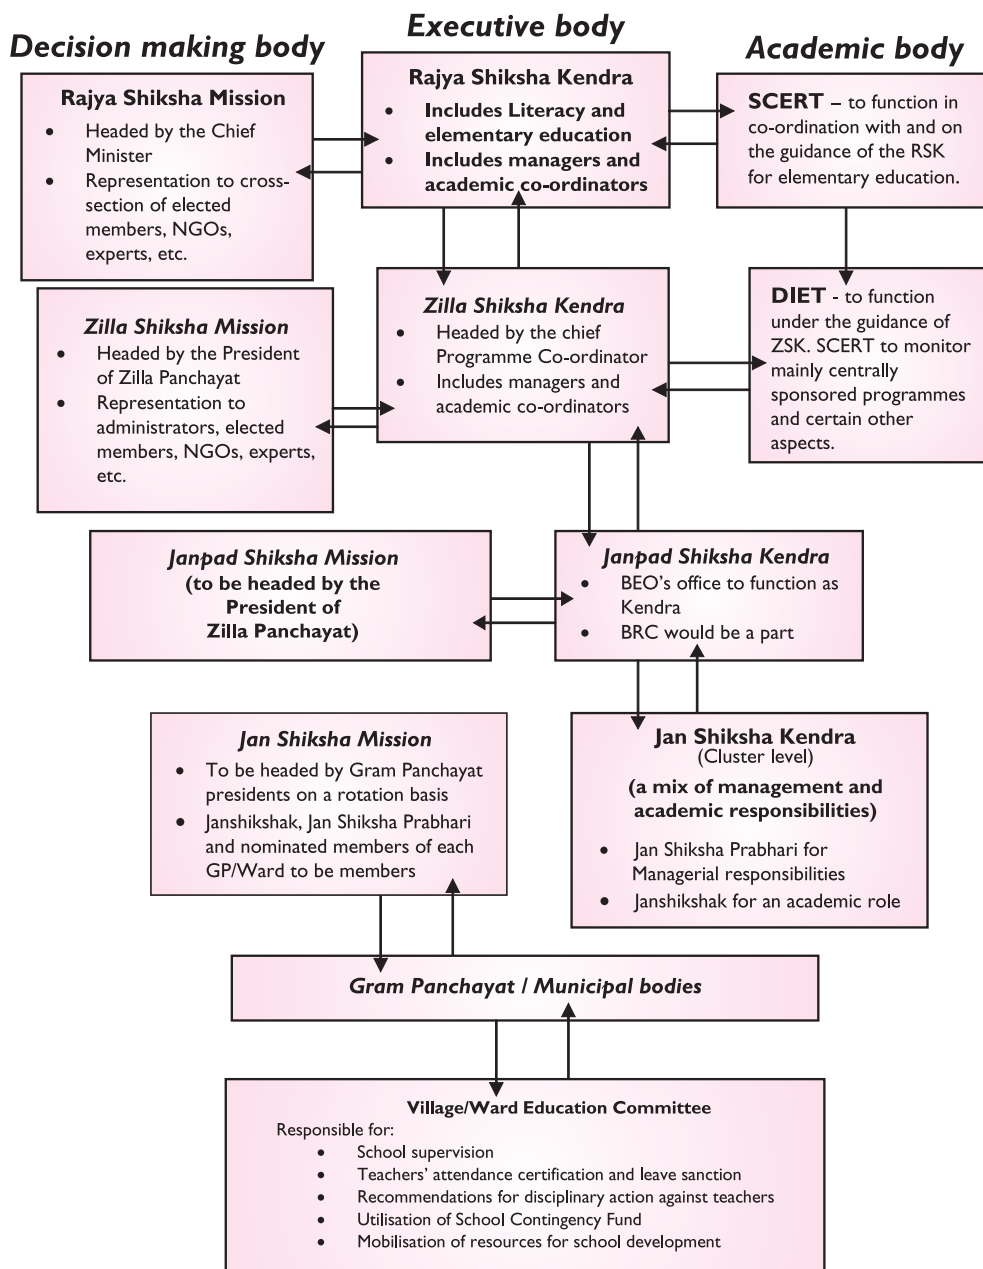 Decision making body
Executive body
Academic body
Rajya Shiksha Mission
• Headed by the Chief
Minister
• Representation to cross-
section of elected
members, NGOs,
experts, etc.
Rajya Shiksha Kendra
• Includes Literacy and
elementary education
• Includes managers and
academic co-ordinators
SCERT – to function in
co-ordination with and on
the guidance of the RSK
for elementary education.
Zilla Shiksha Mission
• Headed by the President
of Zilla Panchayat
• Representation to
administrators, elected
members, NGOs, experts,
etc.
Zilla Shiksha Kendra
• Headed by the chief
Programme Co-ordinator
• Includes managers and
academic co-ordinators
DIET - to function
under the guidance of
ZSK. SCERT to monitor
mainly centrally
sponsored programmes
and certain other
aspects.
Janpad Shiksha Mission
(to be headed by the
President of
Zilla Panchayat)
Janpad Shiksha Kendra
• BEO's office to function as
Kendra
• BRC would be a part
Jan Shiksha Mission
• To be headed by Gram Panchayat
presidents on a rotation basis
• Janshikshak, Jan Shiksha Prabhari
and nominated members of each
GP/Ward to be members
Jan Shiksha Kendra
(Cluster level)
(a mix of management and
academic responsibilities)
• Jan Shiksha Prabhari for
Managerial responsibilities
• Janshikshak for an academic role
Gram Panchayat / Municipal bodies
Village/Ward Education Committee
Responsible for:
• School supervision
• Teachers' attendance certification and leave sanction
• Recommendations for disciplinary action against teachers
• Utilisation of School Contingency Fund
• Mobilisation of resources for school development